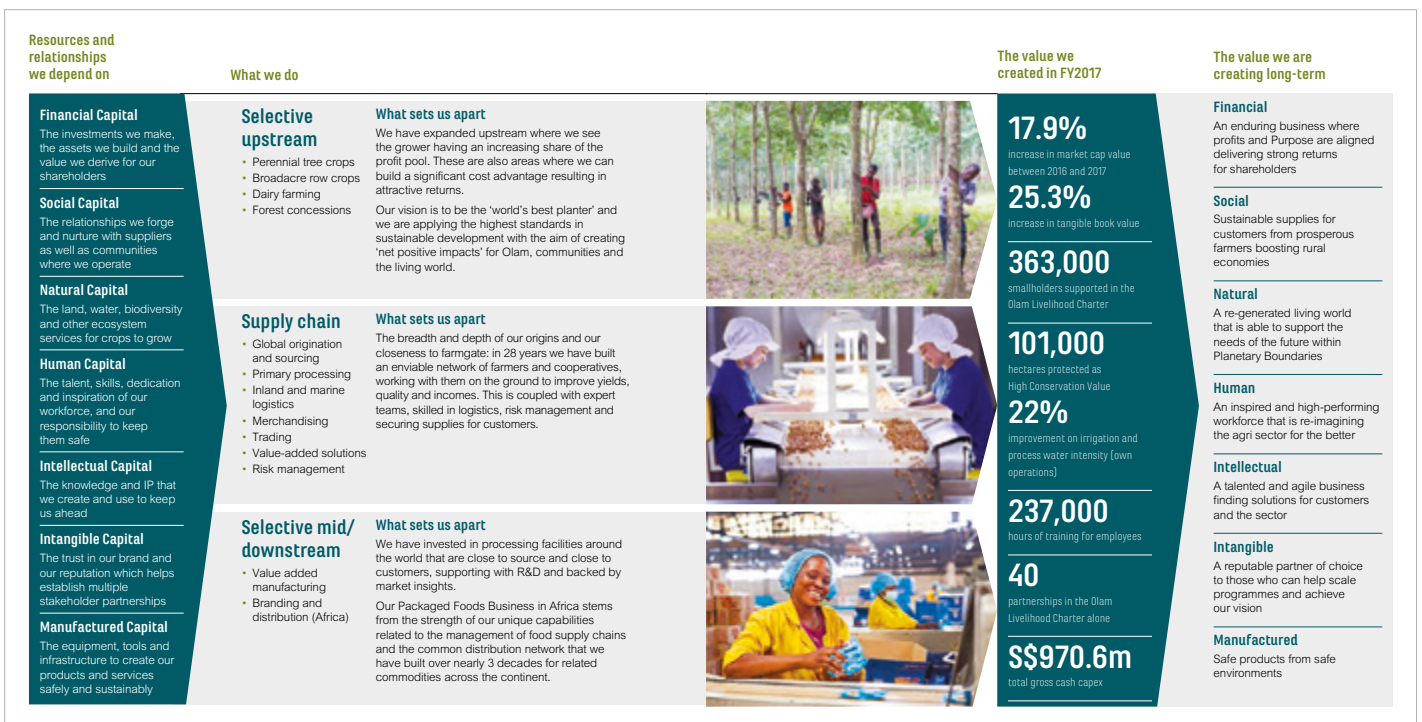 Resources and
relationships
we depend on
What we do
The value we
created in FY2017
The value we are
creating long-term
Financial Capital
The investments we make,
the assets we build and the
value we derive for our
shareholders
Social Capital
The relationships we forge
and nurture with suppliers
as well as communities
where we operate
Natural Capital
The land, water, biodiversity
and other ecosystem
services for crops to grow
Human Capital
The talent, skills, dedication
and inspiration of our
workforce, and our
responsibility to keep
them safe
Intellectual Capital
The knowledge and IP that
we create and use to keep
us ahead
Intangible Capital
The trust in our brand and
our reputation which helps
establish multiple
stakeholder partnerships
Manufactured Capital
The equipment, tools and
infrastructure to create our
products and services
safely and sustainably
Selective
upstream
• Perennial tree crops
• Broadacre row crops
• Dairy farming
• Forest concessions
What sets us apart
We have expanded upstream where we see
the grower having an increasing share of the
profit pool. These are also areas where we can
build a significant cost advantage resulting in
attractive returns.
Our vision is to be the ‘world’s best planter’ and
we are applying the highest standards in
sustainable development with the aim of creating
‘net positive impacts’ for Olam, communities and
the living world.
Supply chain
• Global origination
and sourcing
• Primary processing
• Inland and marine
logistics
• Merchandising
• Trading
• Value-added solutions
• Risk management
What sets us apart
The breadth and depth of our origins and our
closeness to farmgate: in 28 years we have built
an enviable network of farmers and cooperatives,
working with them on the ground to improve yields,
quality and incomes. This is coupled with expert
teams, skilled in logistics, risk management and
securing supplies for customers.
Selective mid/
downstream
• Value added
manufacturing
• Branding and
distribution (Africa)
What sets us apart
We have invested in processing facilities around
the world that are close to source and close to
customers, supporting with R&D and backed by
market insights.
Our Packaged Foods Business in Africa stems
from the strength of our unique capabilities
related to the management of food supply chains
and the common distribution network that we
have built over nearly 3 decades for related
commodities across the continent.
17.9%
increase in market cap value
between 2016 and 2017
25.3%
increase in tangible book value
363,000
smallholders supported in the
Olam Livelihood Charter
101,000
hectares protected as
High Conservation Value
22%
improvement on irrigation and
process water intensity (own
operations)
237,000
hours of training for employees
40
partnerships in the Olam
Livelihood Charter alone
S$970.6m
total gross cash capex
Financial
An enduring business where
profits and Purpose are aligned
delivering strong returns
for shareholders
Social
Sustainable supplies for
customers from prosperous
farmers boosting rural
economies
Natural
A re-generated living world
that is able to support the
needs of the future within
Planetary Boundaries
Human
An inspired and high-performing
workforce that is re-imagining
the agri sector for the better
Intellectual
A talented and agile business
finding solutions for customers
and the sector
Intangible
A reputable partner of choice
to those who can help scale
programmes and achieve
our vision
Manufactured
Safe products from safe
environments